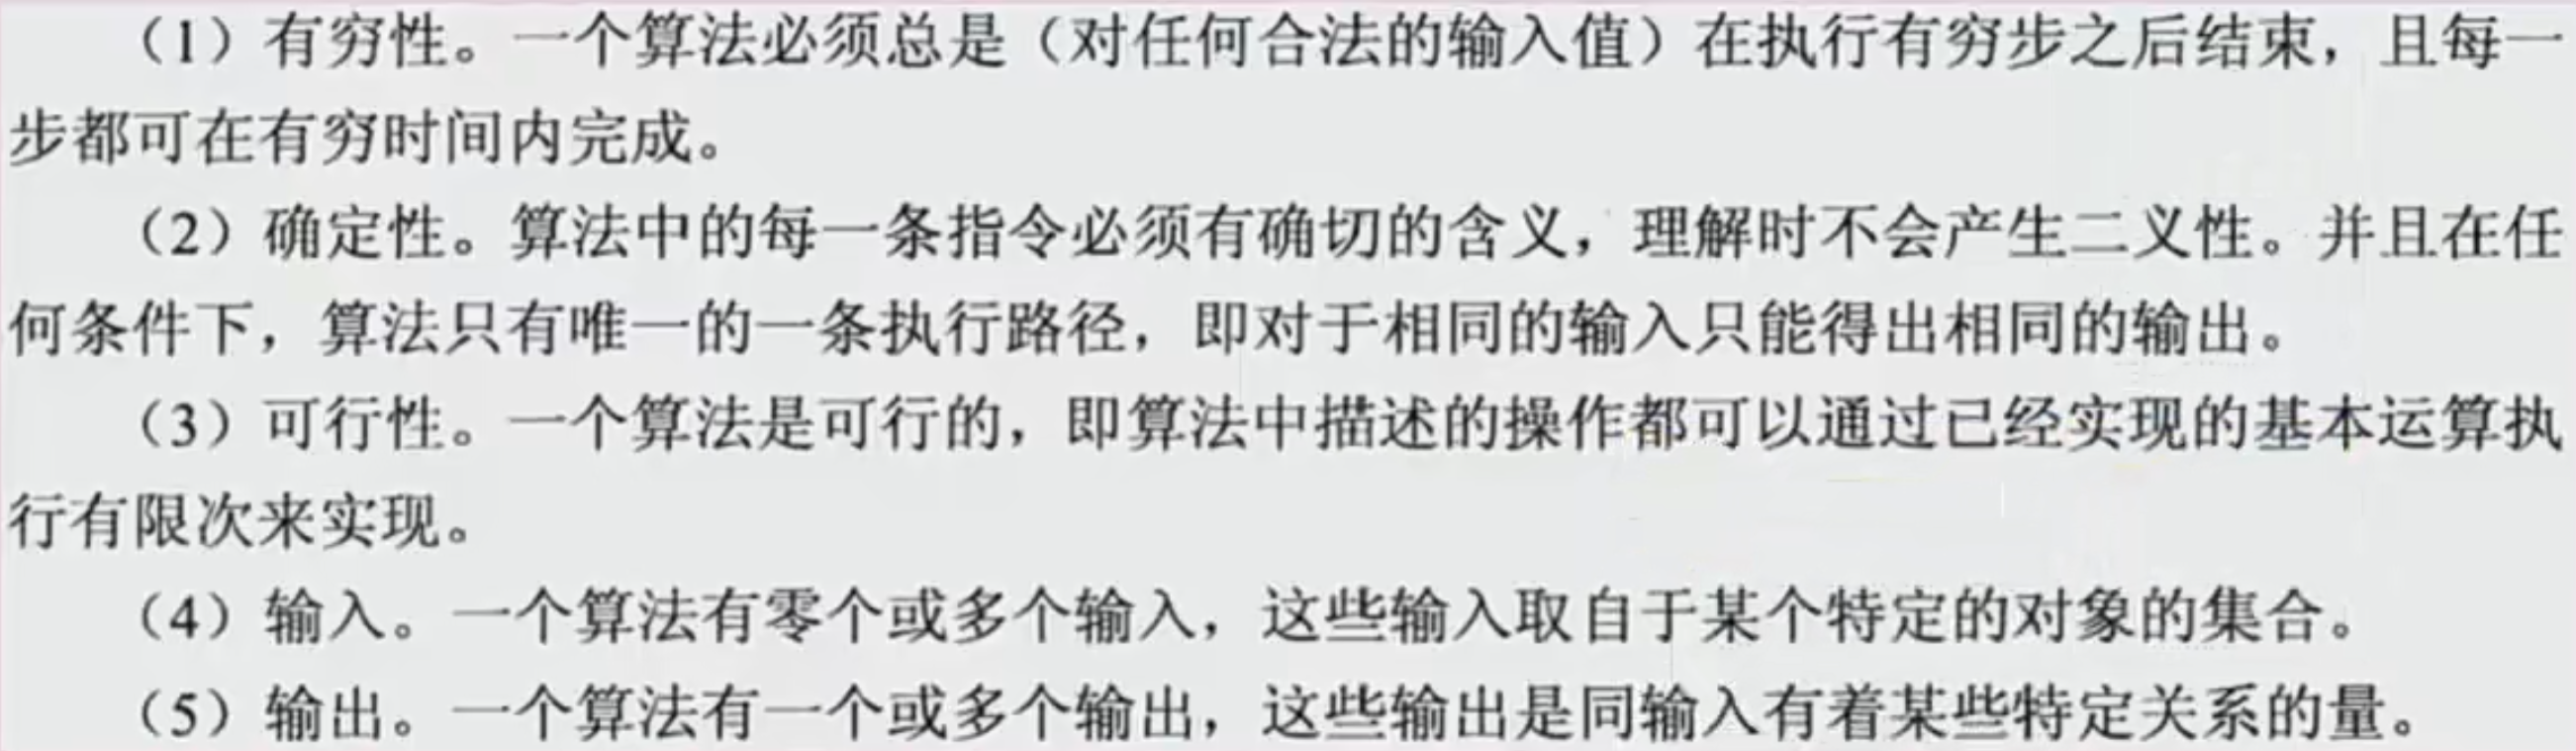 （1）有穷性。一个算法必须总是（对任何合法的输入值）在执行有穷步之后结束，且每一
步都可在有穷时间内完成。
（2）确定性。算法中的每一条指令必须有确切的含义，理解时不会产生二义性。并且在任
何条件下，算法只有唯一的一条执行路径，即对于相同的输入只能得出相同的输出。
（3）可行性。一个算法是可行的，即算法中描述的操作都可以通过已经实现的基本运算执
行有限次来实现。
（4）输入。一个算法有零个或多个输入，这些输入取自于某个特定的对象的集合。
（5）输出。一个算法有一个或多个输出，这些输出是同输入有着某些特定关系的量。